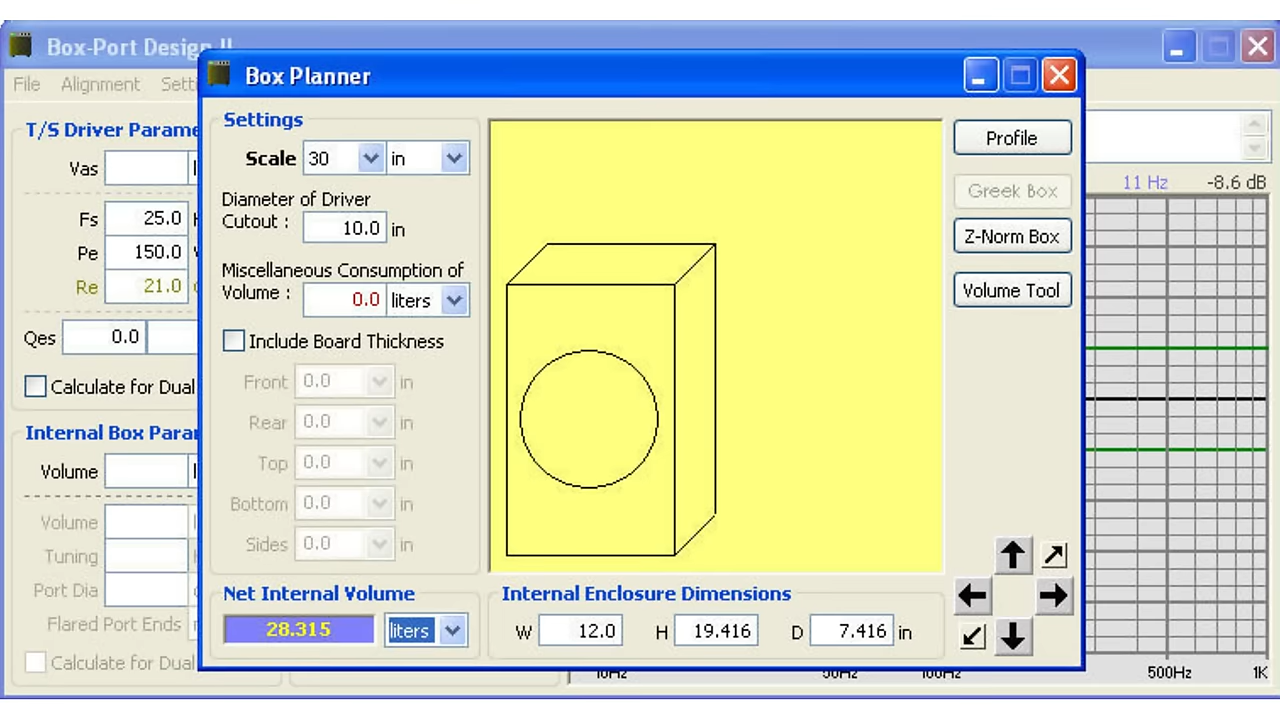 Box-Port Design II
File Alignment Setti
Box Planner
T/S Driver Parame
Vas
Fs 25.0
Pe 150.0
Re 21.0
Qes 0.0
Calculate for Dual
Internal Box Para
Volume
Volume
Tuning
Port Dia
Flared Port Ends
Calculate for Dual
Settings
Scale 30 in
Diameter of Driver
Cutout : 10.0 in
Miscellaneous Consumption of
Volume : 0.0 liters
Include Board Thickness
Front 0.0 in
Rear 0.0 in
Top 0.0 in
Bottom 0.0 in
Sides 0.0 in
Net Internal Volume
28.315 liters
Internal Enclosure Dimensions
W 12.0 H 19.416 D 7.416 in
Profile
Greek Box
Z-Norm Box
Volume Tool
11 Hz -8.6 dB
10Hz 50Hz 100Hz 500Hz 1K